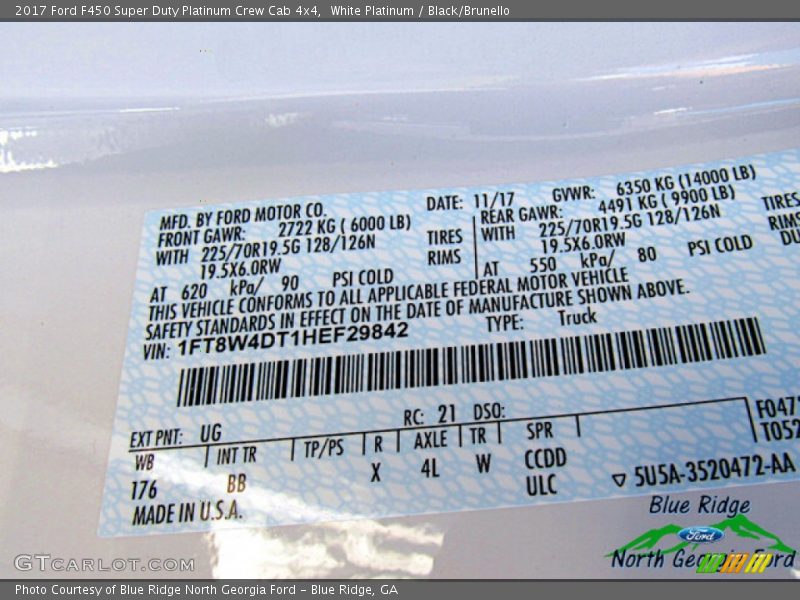 2017 Ford F450 Super Duty Platinum Crew Cab 4x4,  White Platinum / Black/Brunello
MFD. BY FORD MOTOR CO. DATE: 11/17 GVWR: 6350 KG (14000 LB)
FRONT GAWR: 2722 KG ( 6000 LB) REAR GAWR: 4491 KG ( 9900 LB)
WITH 225/70R19.5G 128/126N TIRES WITH 225/70R19.5G 128/126N TIRES
19.5X6.0RW RIMS 19.5X6.0RW RIMS
AT 620 kPa/ 90 PSI COLD AT 550 kPa/ 80 PSI COLD DU
THIS VEHICLE CONFORMS TO ALL APPLICABLE FEDERAL MOTOR VEHICLE
SAFETY STANDARDS IN EFFECT ON THE DATE OF MANUFACTURE SHOWN ABOVE.
VIN: 1FT8W4DT1HEF29842 TYPE: Truck
F047
RC: 21 DSO: T052
EXT PNT: UG
WB INT TR TP/PS R AXLE TR SPR
176 BB X 4L W CCDD
ULC ▽ 5U5A-3520472-AA
MADE IN U.S.A.
Blue Ridge
Ford
North Georgia Ford
GTCARLOT.COM
Photo Courtesy of Blue Ridge North Georgia Ford – Blue Ridge, GA